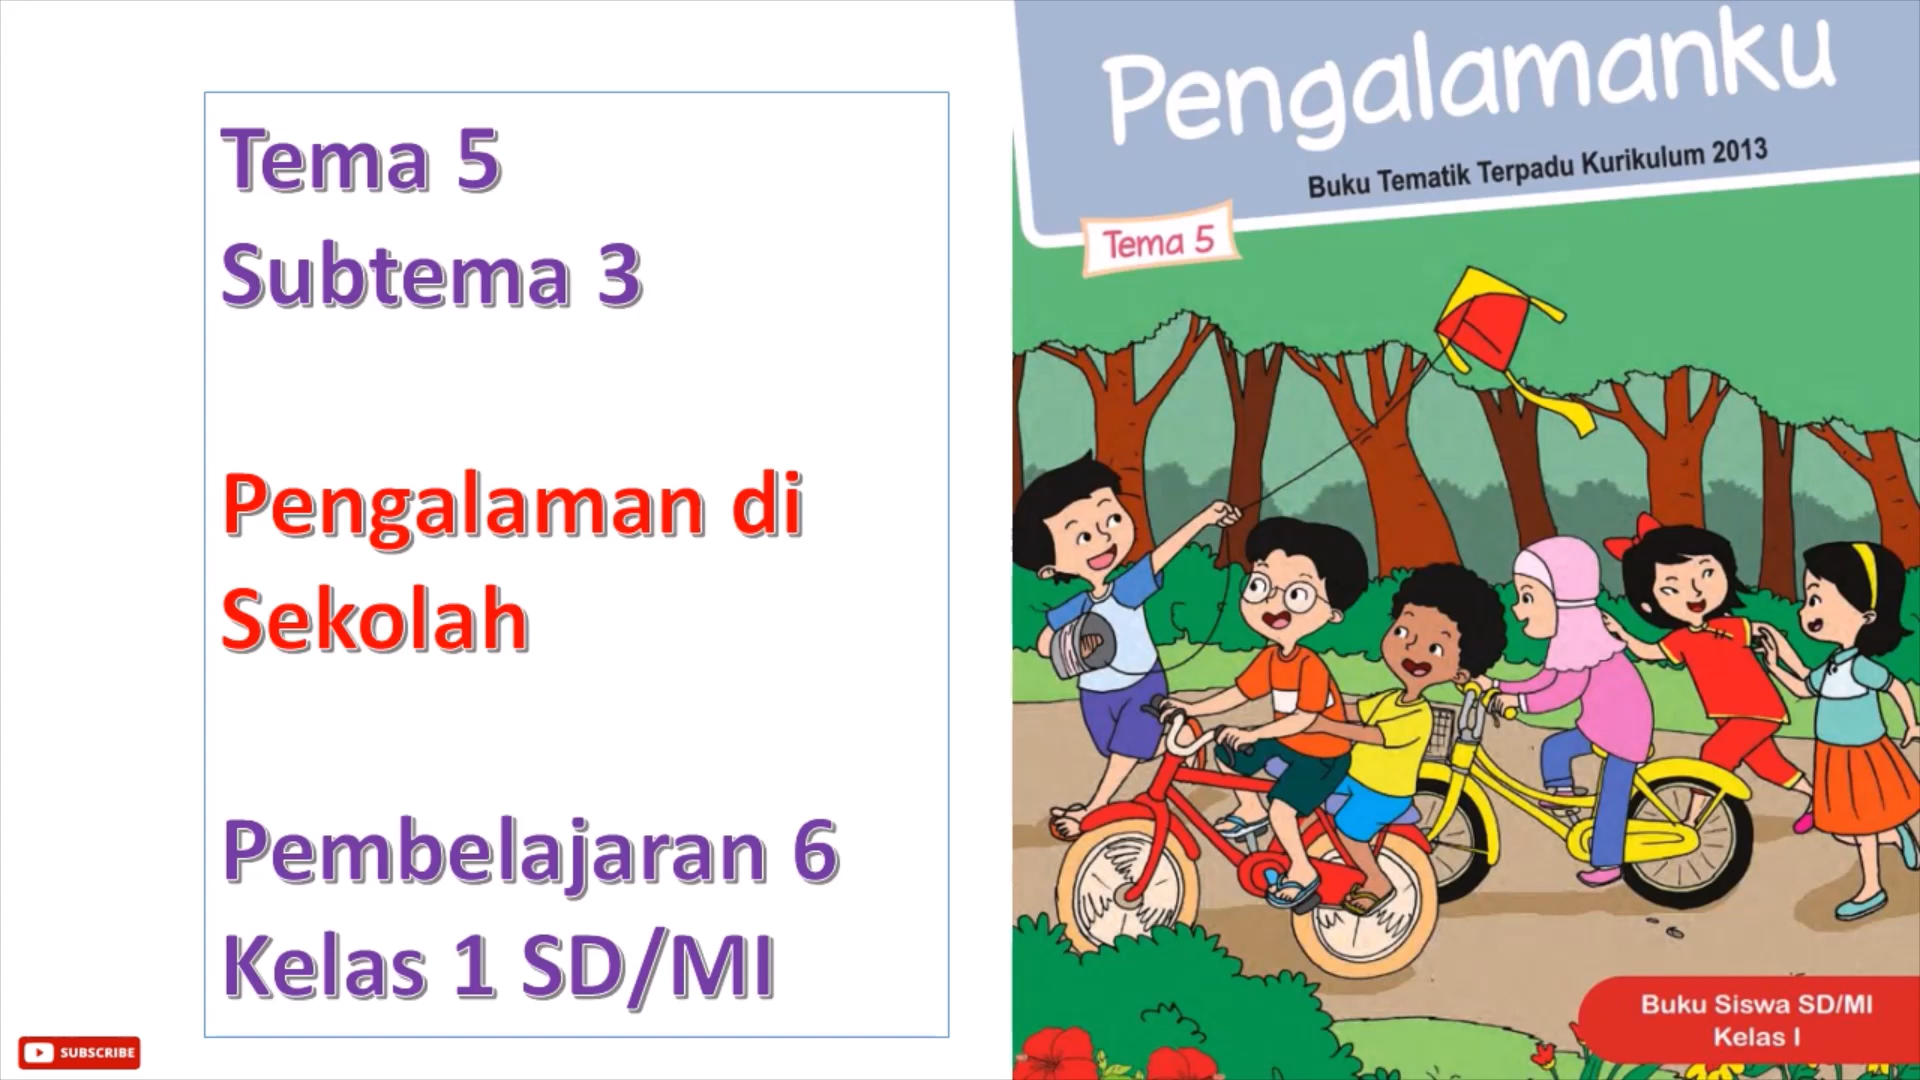 Tema 5
Subtema 3
Pengalaman di
Sekolah
Pembelajaran 6
Kelas 1 SD/MI
SUBSCRIBE
Pengalamanku
Buku Tematik Terpadu Kurikulum 2013
Tema 5
Buku Siswa SD/MI
Kelas I